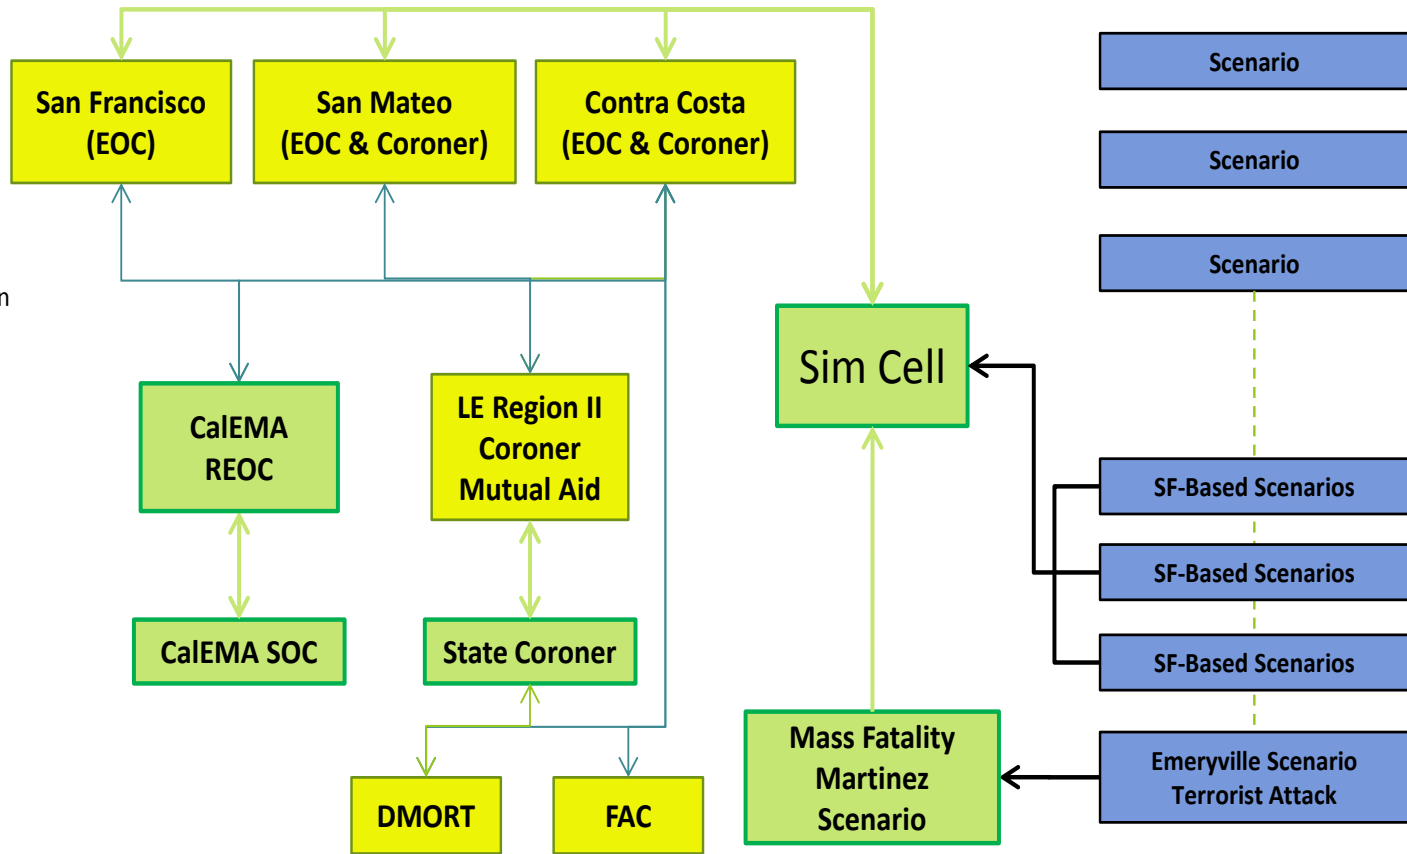 San Francisco
(EOC)
San Mateo
(EOC & Coroner)
Contra Costa
(EOC & Coroner)
Scenario
Scenario
Scenario
n
Sim Cell
CalEMA
REOC
LE Region II
Coroner
Mutual Aid
SF-Based Scenarios
SF-Based Scenarios
SF-Based Scenarios
CalEMA SOC
State Coroner
Mass Fatality
Martinez
Scenario
Emeryville Scenario
Terrorist Attack
DMORT
FAC